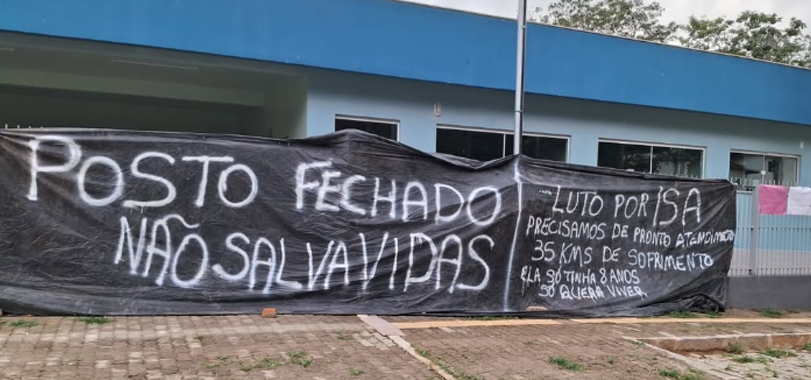 POSTO FECHADO
NÃO SALVA VIDAS
LUTO POR ISA
PRECISAMOS DE PRONTO ATENDIMENTO
35 KMS DE SOFRIMENTO
ELA SÓ TINHA 3 ANOS
SÓ QUERIA VIVER